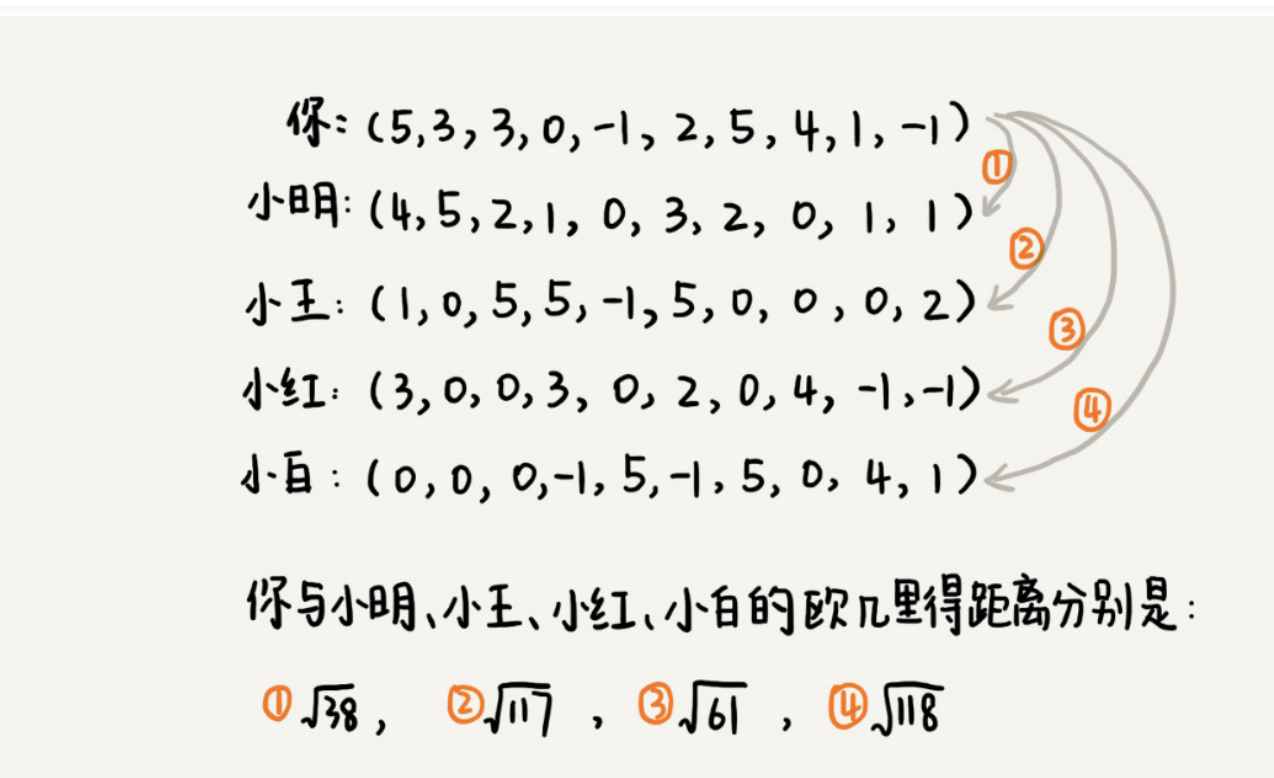 你:(5,3,3,0,-1,2,5,4,1,-1)
①
小明:(4,5,2,1,0,3,2,0,1,1)
②
小王:(1,0,5,5,-1,5,0,0,0,2)
③
小红:(3,0,0,3,0,2,0,4,-1,-1)
④
小白:(0,0,0,-1,5,-1,5,0,4,1)
你与小明、小王、小红、小白的欧几里得距离分别是:
①√38, ②√117, ③√61, ④√118